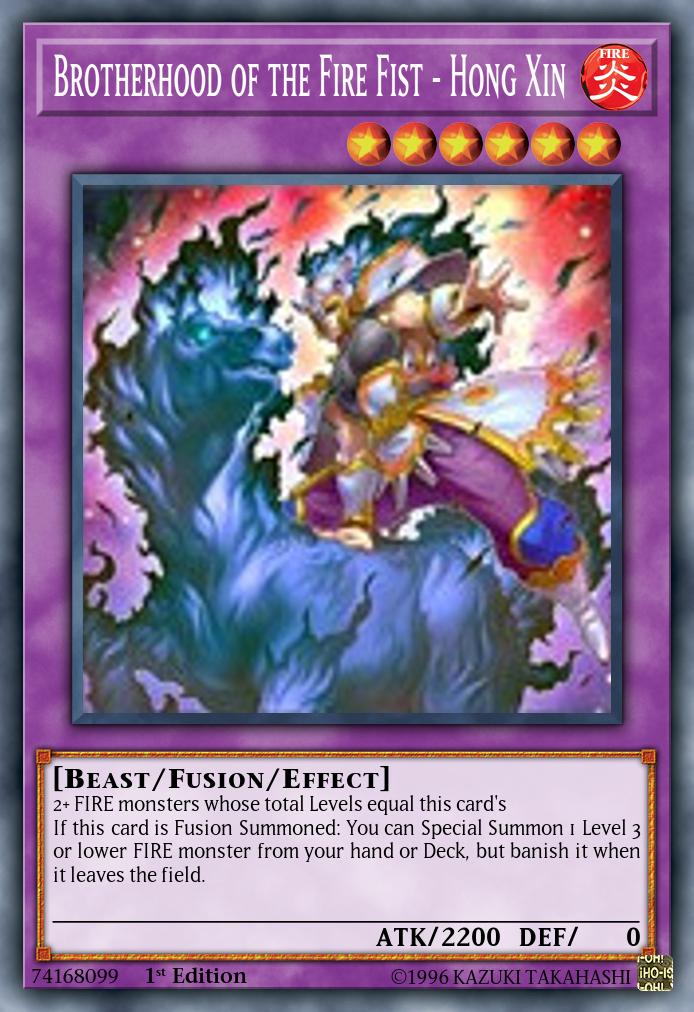 Brotherhood of the Fire Fist - Hong Xin
FIRE
炎
[Beast/Fusion/Effect]
2+ FIRE monsters whose total Levels equal this card's
If this card is Fusion Summoned: You can Special Summon 1 Level 3
or lower FIRE monster from your hand or Deck, but banish it when
it leaves the field.
ATK/2200 DEF/ 0
74168099 1st Edition ©1996 KAZUKI TAKAHASHI